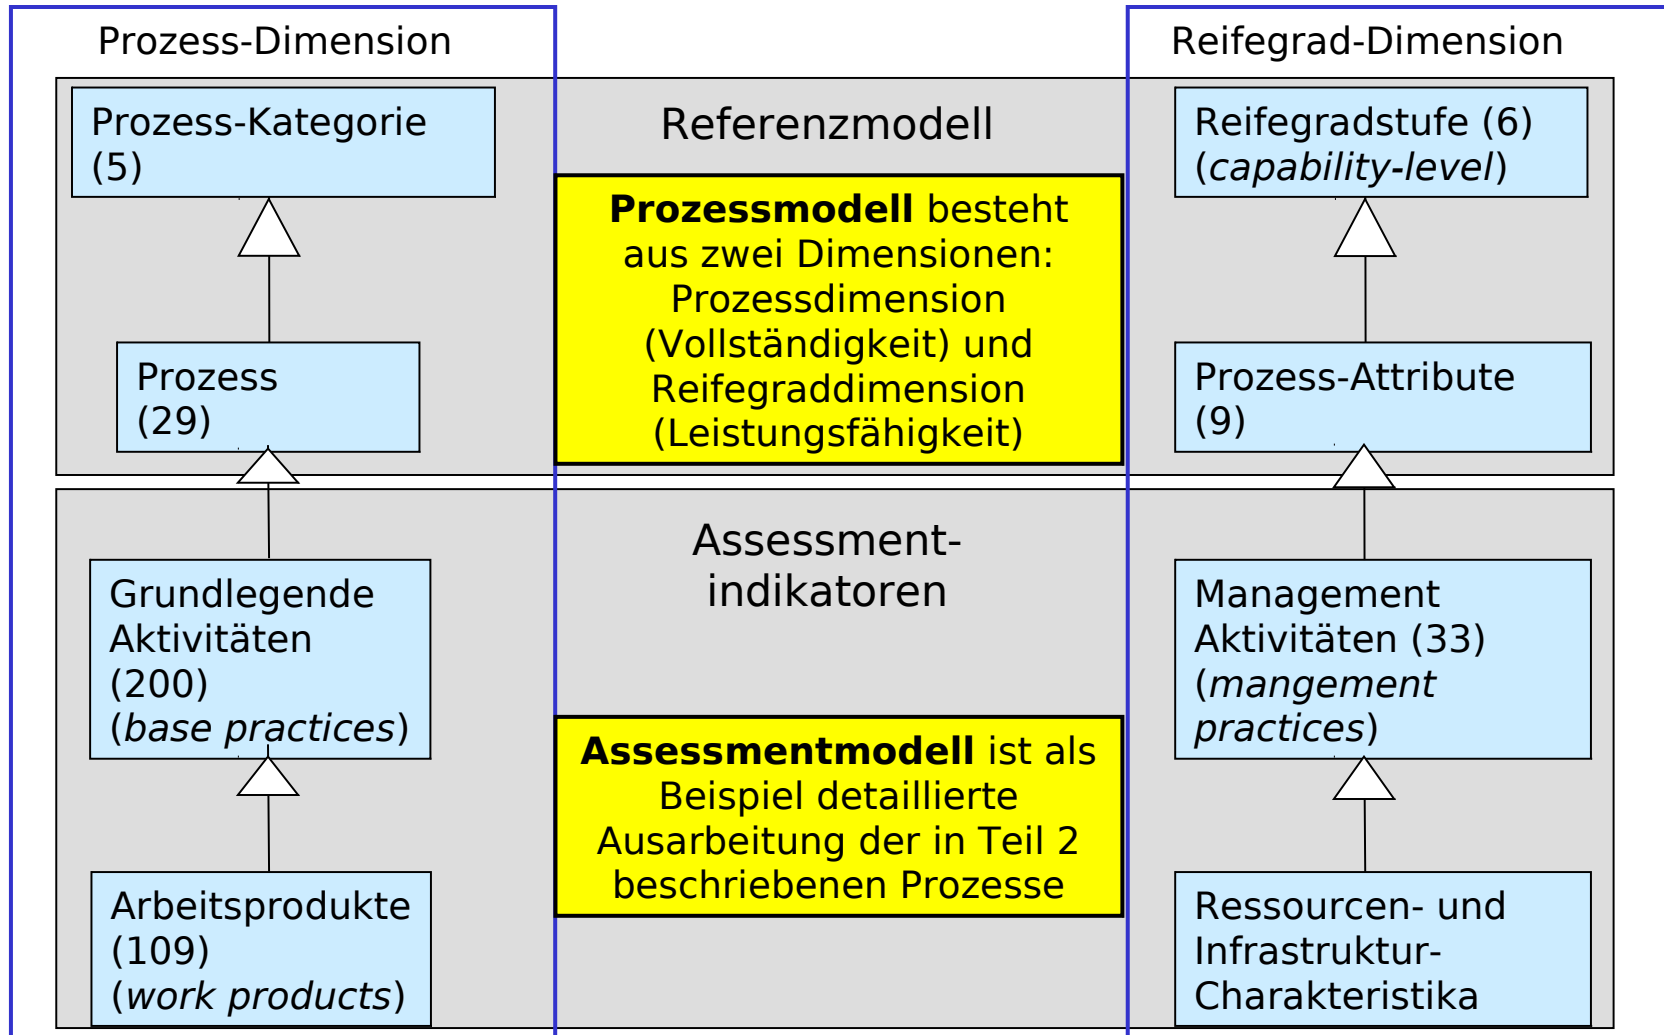 Prozess-Dimension
Reifegrad-Dimension
Prozess-Kategorie
(5)
Referenzmodell
Reifegradstufe (6)
(capability-level)
Prozessmodell besteht
aus zwei Dimensionen:
Prozessdimension
(Vollständigkeit) und
Reifegraddimension
(Leistungsfähigkeit)
Prozess
(29)
Prozess-Attribute
(9)
Assessment-
indikatoren
Grundlegende
Aktivitäten
(200)
(base practices)
Management
Aktivitäten (33)
(mangement
practices)
Assessmentmodell ist als
Beispiel detaillierte
Ausarbeitung der in Teil 2
beschriebenen Prozesse
Arbeitsprodukte
(109)
(work products)
Ressourcen- und
Infrastruktur-
Charakteristika